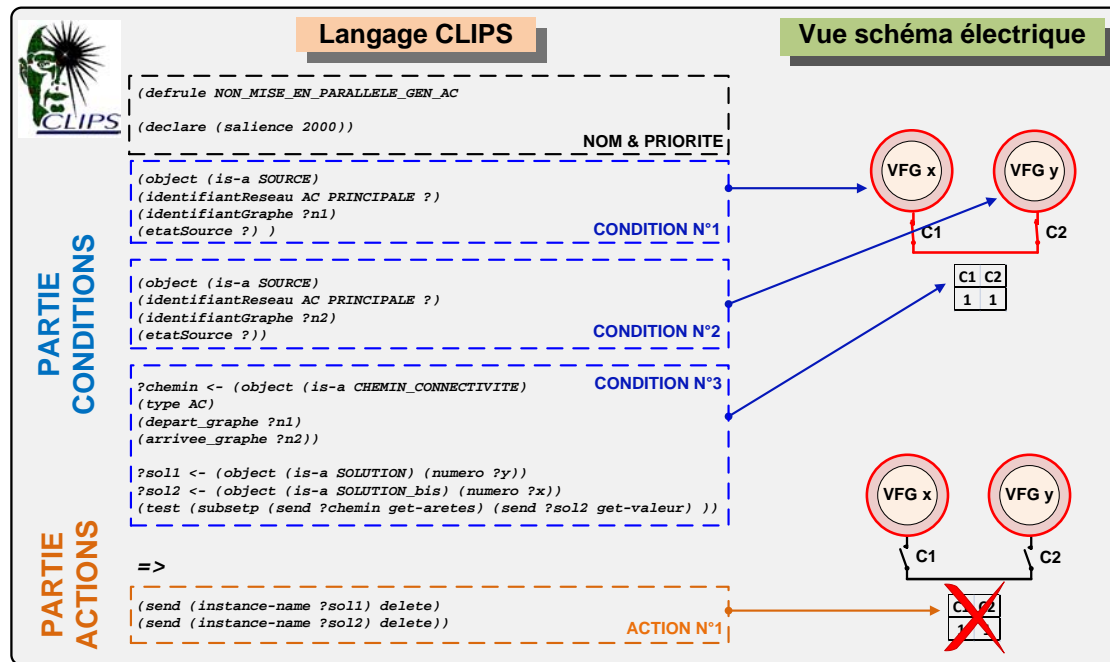 Langage CLIPS
Vue schéma électrique
CLIPS
(defrule NON_MISE_EN_PARALLELE_GEN_AC
(declare (salience 2000))
NOM & PRIORITE
PARTIE
CONDITIONS
(object (is-a SOURCE)
(identifiantReseau AC PRINCIPALE ?)
(identifiantGraphe ?n1)
(etatSource ?) )
CONDITION N°1
(object (is-a SOURCE)
(identifiantReseau AC PRINCIPALE ?)
(identifiantGraphe ?n2)
(etatSource ?))
CONDITION N°2
CONDITION N°3
?chemin <- (object (is-a CHEMIN_CONNECTIVITE)
(type AC)
(depart_graphe ?n1)
(arrivee_graphe ?n2))
?sol1 <- (object (is-a SOLUTION) (numero ?y))
?sol2 <- (object (is-a SOLUTION_bis) (numero ?x))
(test (subsetp (send ?chemin get-aretes) (send ?sol2 get-valeur) ))
PARTIE
ACTIONS
=>
(send (instance-name ?sol1) delete)
(send (instance-name ?sol2) delete))
ACTION N°1
VFG x
VFG y
C1
C2
C1 C2
1 1
VFG x
VFG y
C1
C2
C1 C2
1 1